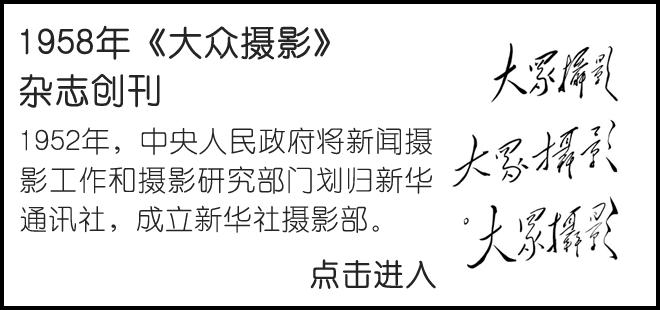 1958年《大众摄影》
杂志创刊
1952年，中央人民政府将新闻摄
影工作和摄影研究部门划归新华
通讯社，成立新华社摄影部。
点击进入
大眾攝影
大眾攝影
大眾攝影